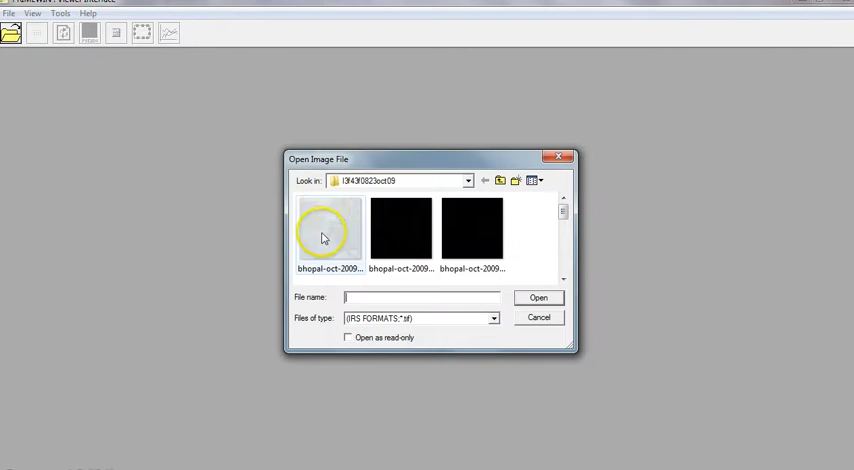 File View Tools Help
Open Image File
Look in: l3f43f0823oct09
bhopal-oct-2009... bhopal-oct-2009... bhopal-oct-2009...
File name: Open
Files of type: (IRS FORMATS;*.tif) Cancel
Open as read-only